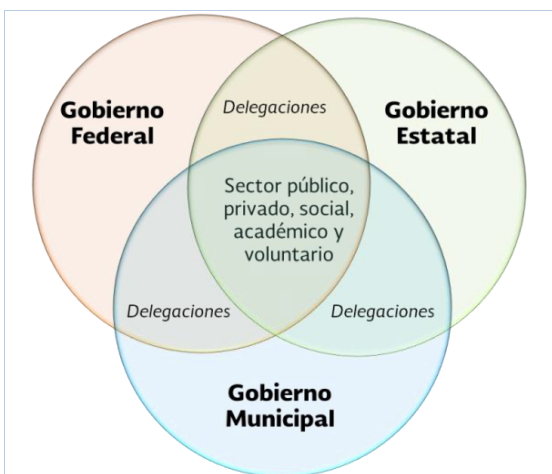 Gobierno
Federal
Delegaciones
Gobierno
Estatal
Sector público,
privado, social,
académico y
voluntario
Delegaciones
Delegaciones
Gobierno
Municipal